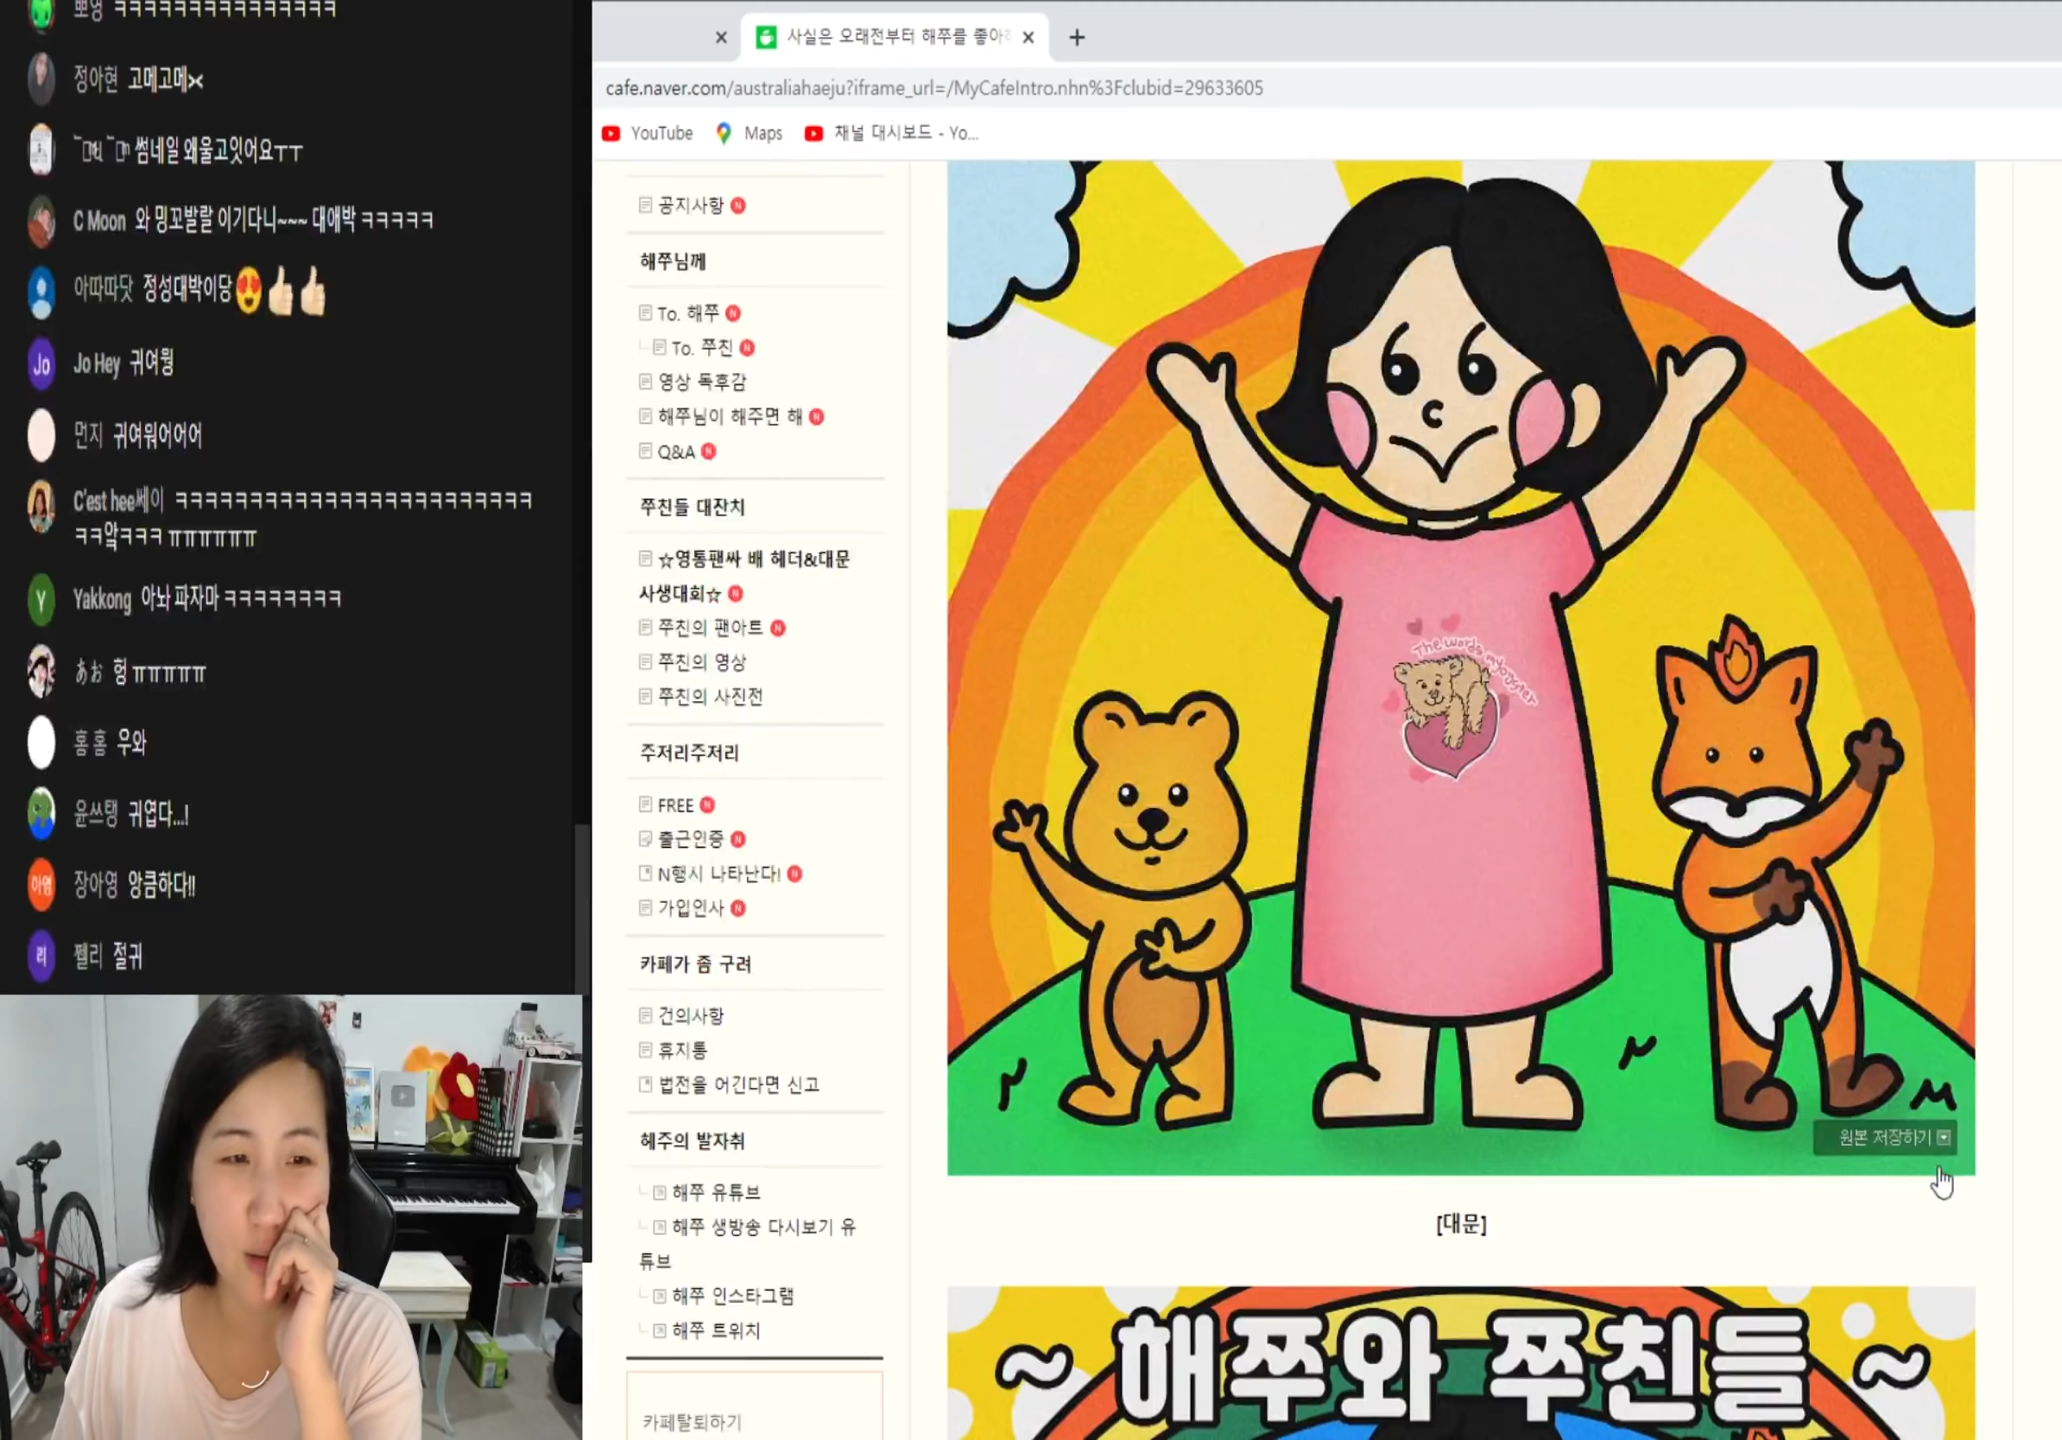 뽀영 ㅋㅋㅋㅋㅋㅋㅋㅋㅋㅋㅋㅋㅋㅋㅋ
정아현 고메고메><
썸네일 왜울고잇어요ㅜㅜ
C Moon 와 밍꼬발랄 이기다니~~~ 대애박 ㅋㅋㅋㅋㅋ
아따따닷 정성대박이당😍👍🏻👍🏻
Jo
Jo Hey 귀여웡
먼지 귀여워어어어
C'est hee쎄이 ㅋㅋㅋㅋㅋㅋㅋㅋㅋㅋㅋㅋㅋㅋㅋㅋㅋㅋㅋㅋㅋㅋㅋㅋ
ㅋㅋ앜ㅋㅋㅋ ㅠㅠㅠㅠㅠㅠ
Y
Yakkong 아놔 파자마 ㅋㅋㅋㅋㅋㅋㅋㅋ
あお 헝 ㅠㅠㅠㅠㅠ
홍 홍 우와
윤쓰탱 귀엽다...!
아영
장아영 앙큼하다!!
리
쩰리 절귀
사실은 오래전부터 해쭈를 좋아
cafe.naver.com/australiahaeju?iframe_url=/MyCafeIntro.nhn%3Fclubid=29633605
YouTube Maps 채널 대시보드 - Yo...
공지사항 N
해쭈님께
To. 해쭈 N
To. 쭈친 N
영상 독후감
해쭈님이 해주면 해 N
Q&A N
쭈친들 대잔치
☆영통팬싸 배 헤더&대문
사생대회☆ N
쭈친의 팬아트 N
쭈친의 영상
쭈친의 사진전
주저리주저리
FREE N
출근인증 N
N행시 나타난다! N
가입인사 N
카페가 좀 구려
건의사항
휴지통
법전을 어긴다면 신고
헤주의 발자취
해쭈 유튜브
해쭈 생방송 다시보기 유
튜브
해쭈 인스타그램
해쭈 트위치
카페탈퇴하기
The words my
원본 저장하기
[대문]
~ 해쭈와 쭈친들 ~